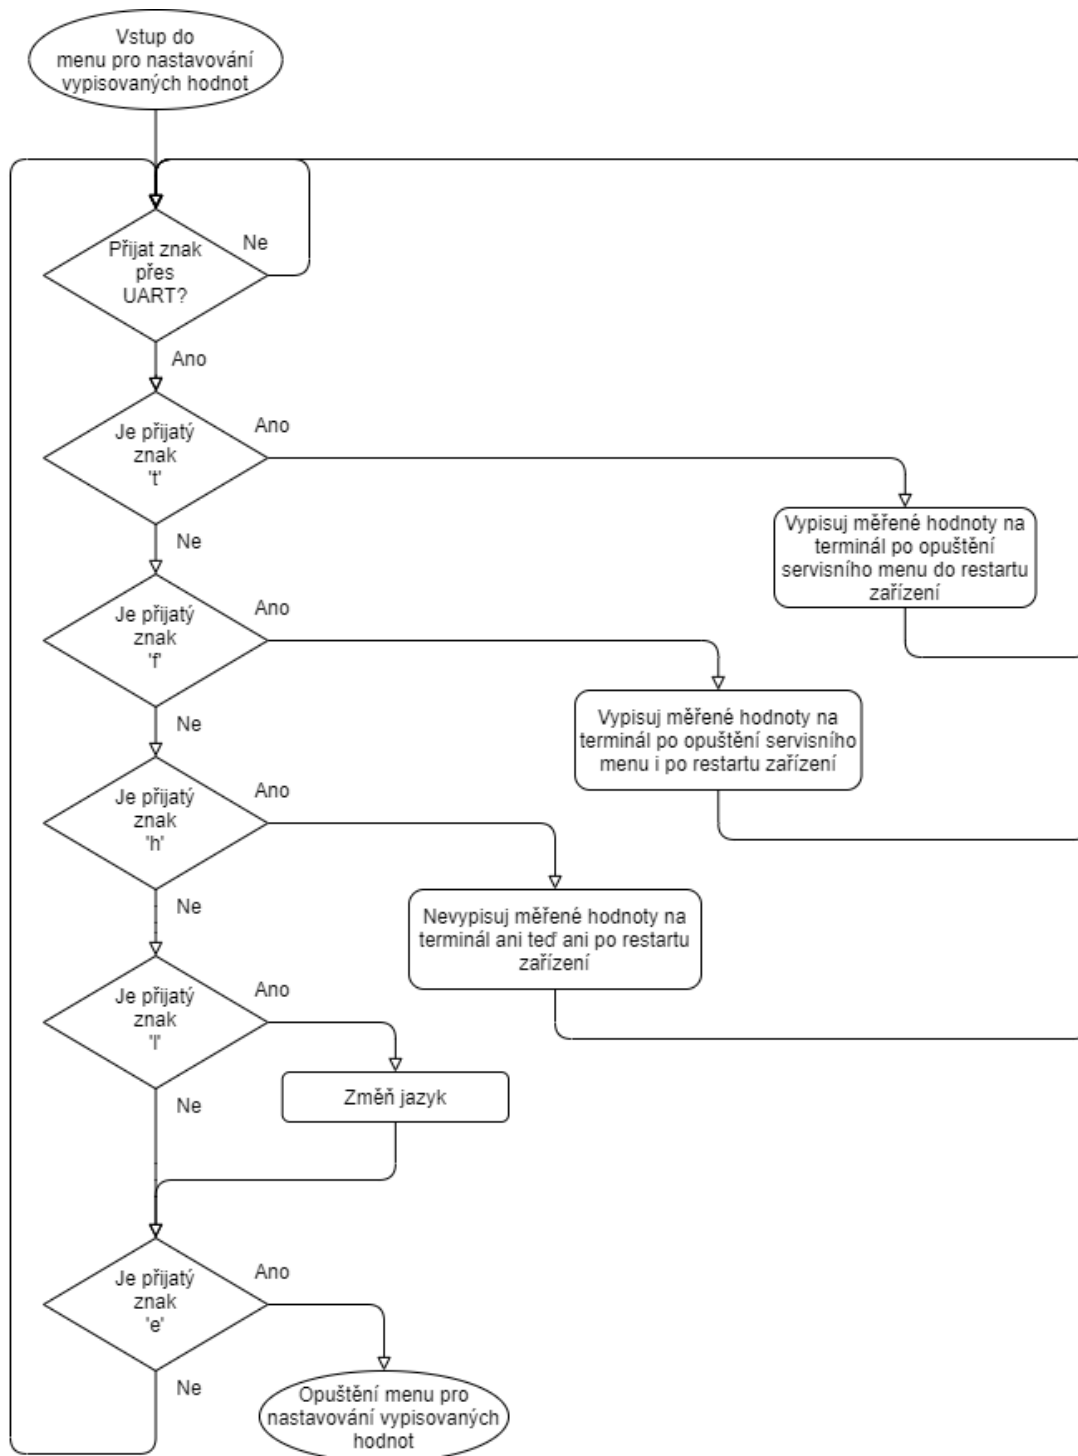 Vstup do
menu pro nastavování
vypisovaných hodnot
Přijat znak
přes
UART?
Ne
Ano
Je přijatý
znak
't'
Ano
Ne
Vypisuj měřené hodnoty na
terminál po opuštění
servisního menu do restartu
zařízení
Je přijatý
znak
'f'
Ano
Ne
Vypisuj měřené hodnoty na
terminál po opuštění servisního
menu i po restartu zařízení
Je přijatý
znak
'h'
Ano
Ne
Nevypisuj měřené hodnoty na
terminál ani teď ani po restartu
zařízení
Je přijatý
znak
'l'
Ano
Ne
Změň jazyk
Je přijatý
znak
'e'
Ano
Ne
Opuštění menu pro
nastavování vypisovaných
hodnot